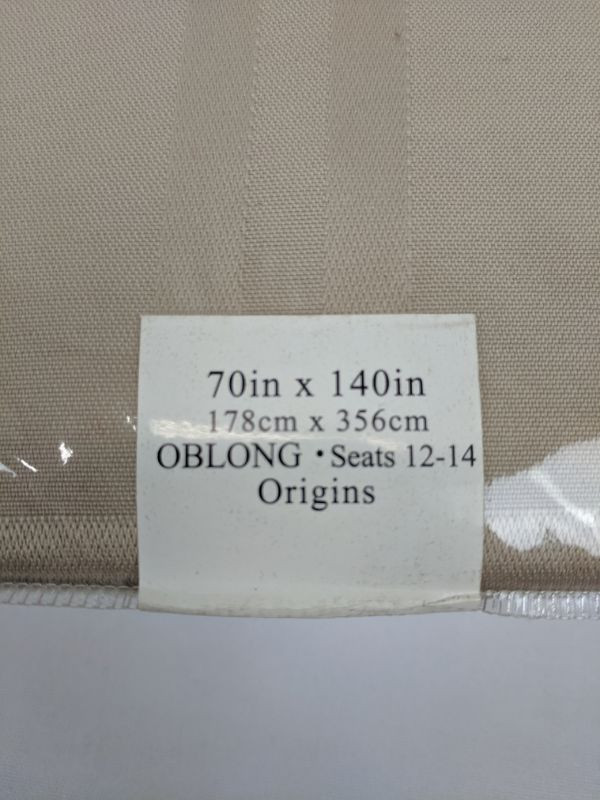 70in x 140in
178cm x 356cm
OBLONG • Seats 12-14
Origins